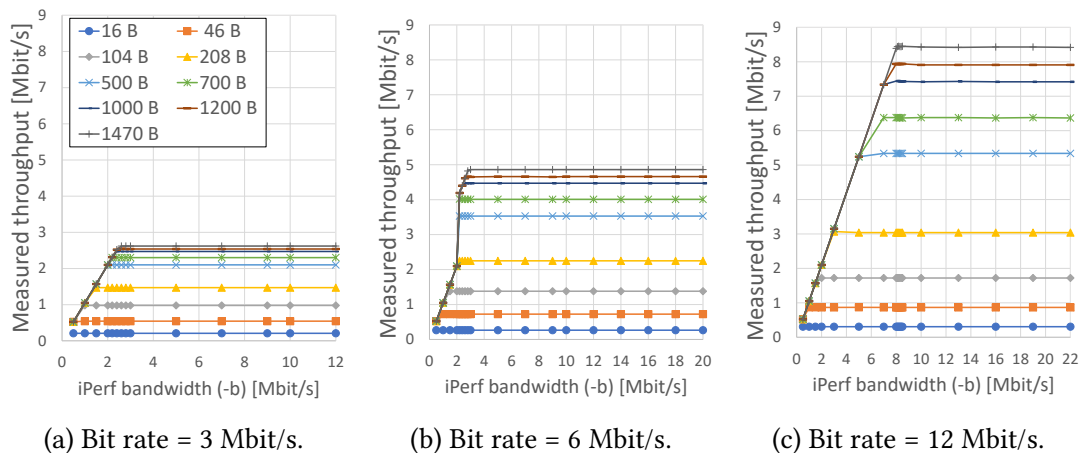 Measured throughput [Mbit/s]
9
8
7
6
5
4
3
2
1
0
16 B
46 B
104 B
208 B
500 B
700 B
1000 B
1200 B
1470 B
0 2 4 6 8 10 12
iPerf bandwidth (-b) [Mbit/s]
(a) Bit rate = 3 Mbit/s.
Measured throughput [Mbit/s]
9
8
7
6
5
4
3
2
1
0
0 2 4 6 8 10 12 14 16 18 20
iPerf bandwidth (-b) [Mbit/s]
(b) Bit rate = 6 Mbit/s.
Measured throughput [Mbit/s]
9
8
7
6
5
4
3
2
1
0
0 2 4 6 8 10 12 14 16 18 20 22
iPerf bandwidth (-b) [Mbit/s]
(c) Bit rate = 12 Mbit/s.